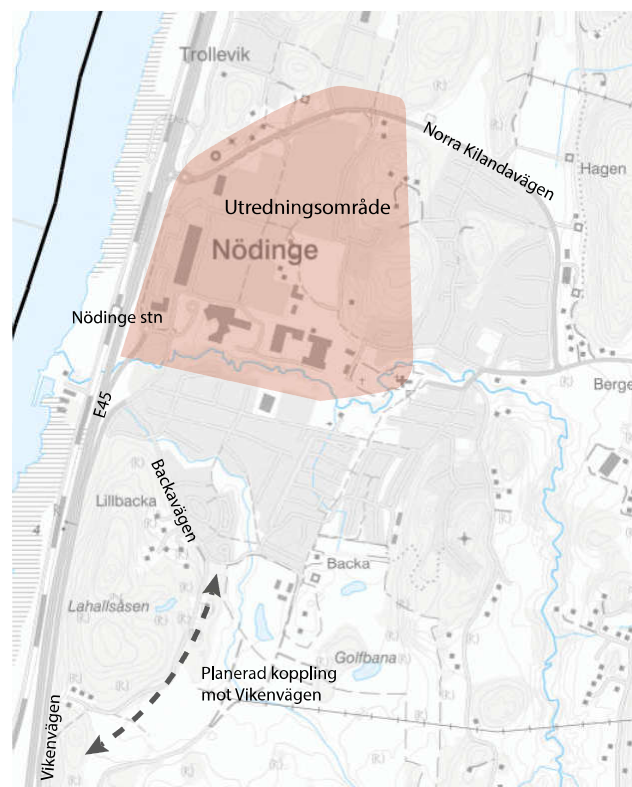 Trollevik
Norra Kilandavägen
Hagen
Utredningsområde
Nödinge
Nödinge stn
E45
Berge
Backavägen
Lillbacka
4
(R)
(R)
(R)
(R)
Backa
(R)
(R)
Lahallsåsen
(R)
Golfbana
(R)
(R)
Planerad koppling
mot Vikenvägen
(R)
(R)
Vikenvägen
(R)
(R)